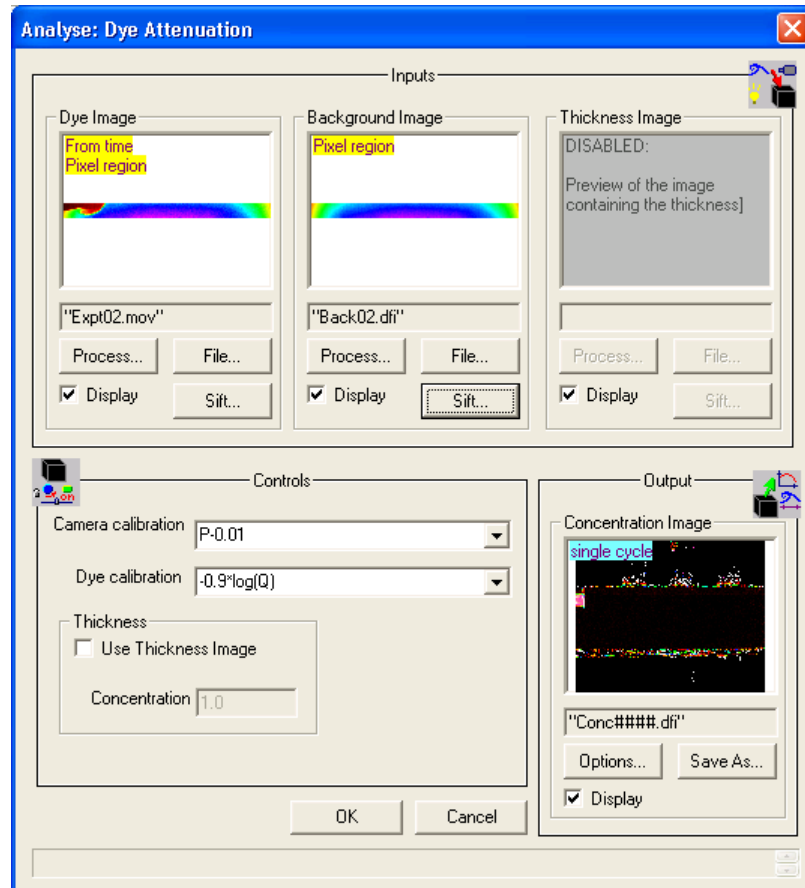 Analyse: Dye Attenuation
Inputs
Dye Image
From time
Pixel region
"Expt02.mov"
Process...
File...
Display
Sift...
Background Image
Pixel region
"Back02.dfi"
Process...
File...
Display
Sift...
Thickness Image
DISABLED:
Preview of the image
containing the thickness]
Process...
File...
Display
Sift...
Controls
Camera calibration
P-0.01
Dye calibration
-0.9*log(Q)
Thickness
Use Thickness Image
Concentration
1.0
Output
Concentration Image
single cycle
"Conc####.dfi"
Options...
Save As...
Display
OK
Cancel